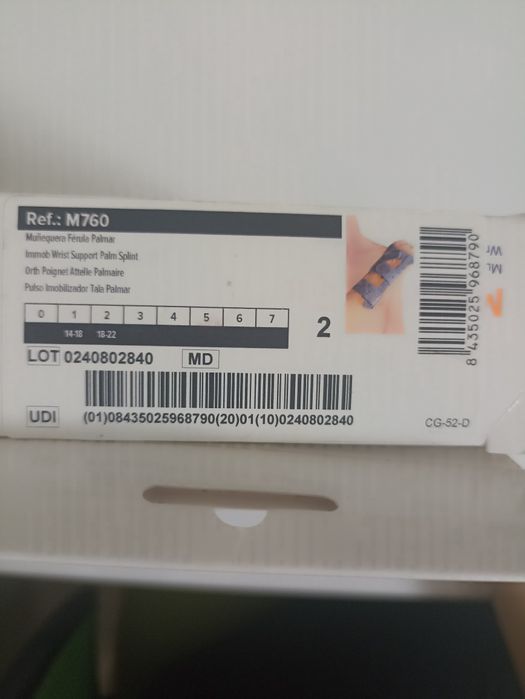 Ref.: M760
Muñequera Férula Palmar
Immob Wrist Support Palm Splint
Orth Poignet Attelle Palmaire
Pulso Imobilizador Tala Palmar
0 1 2 3 4 5 6 7
14-18 18-22
2
LOT 0240802840 MD
UDI (01)08435025968790(20)01(10)0240802840
CG-52-D
8 435025 968790